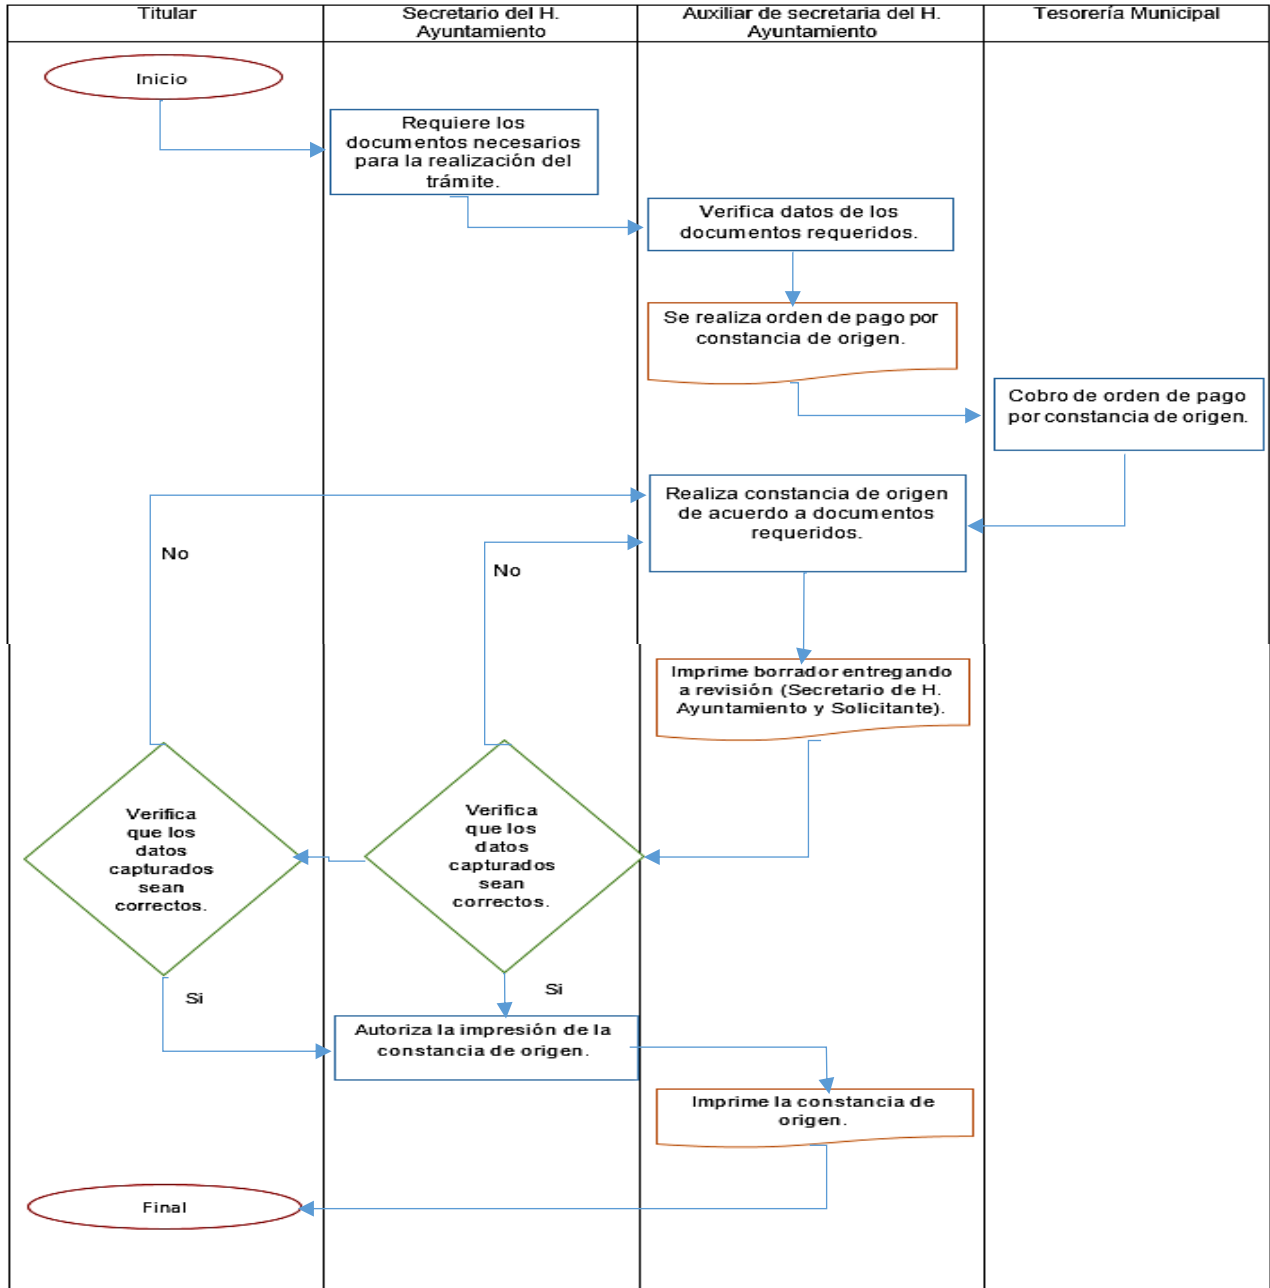 Titular
Secretario del H.
Ayuntamiento
Auxiliar de secretaria del H.
Ayuntamiento
Tesorería Municipal
Inicio
Requiere los
documentos necesarios
para la realización del
trámite.
Verifica datos de los
documentos requeridos.
Se realiza orden de pago por
constancia de origen.
Cobro de orden de pago
por constancia de origen.
Realiza constancia de origen
de acuerdo a documentos
requeridos.
No
No
Imprime borrador entregando
a revisión (Secretario de H.
Ayuntamiento y Solicitante).
Verifica
que los
datos
capturados
sean
correctos.
Verifica
que los
datos
capturados
sean
correctos.
Si
Si
Autoriza la impresión de la
constancia de origen.
Imprime la constancia de
origen.
Final